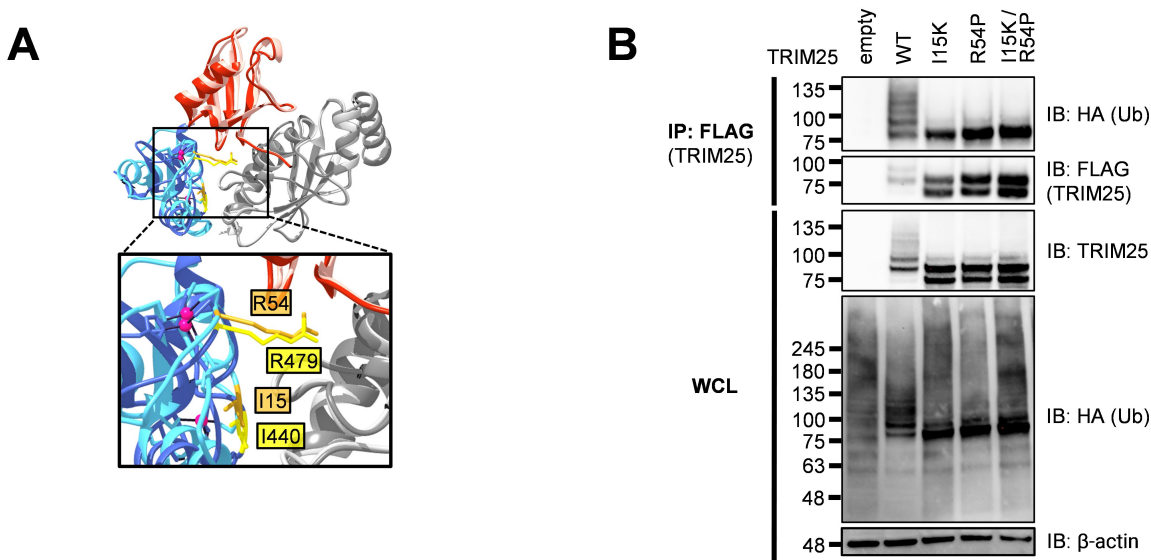 A
R54
R479
I15
I440
B
TRIM25
empty
WT
I15K
R54P
I15K/
R54P
IP: FLAG
(TRIM25)
135
100
75
IB: HA (Ub)
100
75
IB: FLAG
(TRIM25)
WCL
135
100
75
IB: TRIM25
245
180
135
100
75
63
48
IB: HA (Ub)
48
IB: β-actin